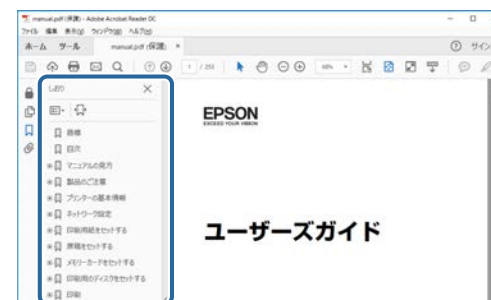 manual.pdf (保護) - Adobe Acrobat Reader DC
ファイル 編集 表示(V) ウィンドウ(W) ヘルプ(H)
ホーム ツール manual.pdf (保護) ×
1 / 253
しおり
商標
目次
マニュアルの見方
製品のご注意
プリンターの基本情報
ネットワーク設定
印刷用紙をセットする
原稿をセットする
メモリーカードをセットする
印刷用のディスクをセットする
印刷
EPSON
EXCEED YOUR VISION
ユーザーズガイド